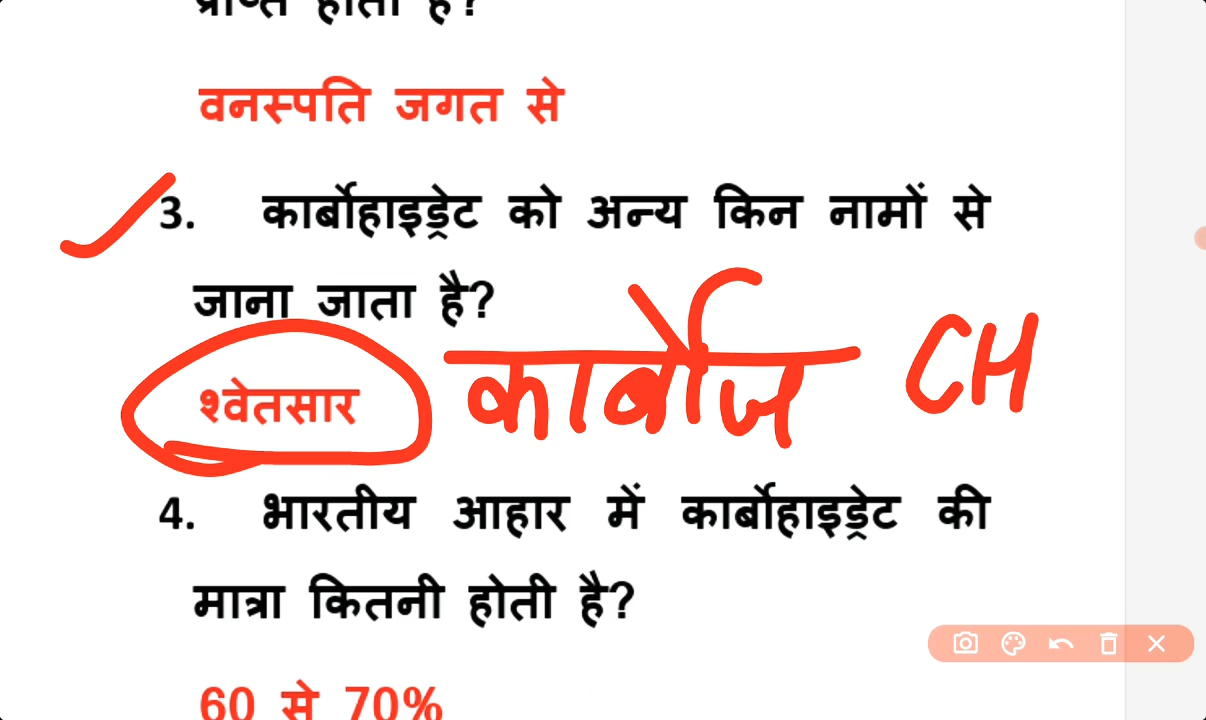 प्राप्त होता है?
वनस्पति जगत से
3. कार्बोहाइड्रेट को अन्य किन नामों से
जाना जाता है?
श्वेतसार कार्बोज CH
4. भारतीय आहार में कार्बोहाइड्रेट की
मात्रा कितनी होती है?
60 से 70%